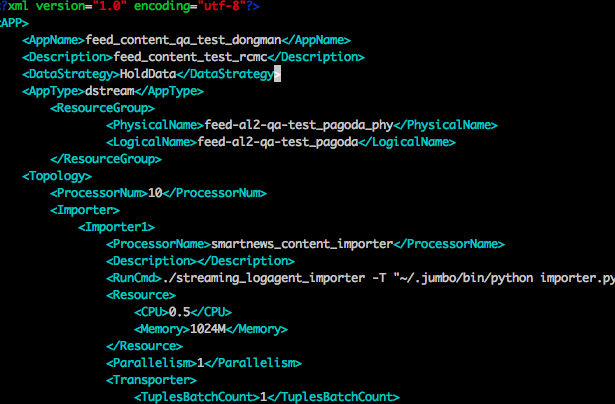 <?xml version="1.0" encoding="utf-8"?>
<APP>
<AppName>feed_content_qa_test_dongman</AppName>
<Description>feed_content_test_rcmc</Description>
<DataStrategy>HoldData</DataStrategy>
<AppType>dstream</AppType>
<ResourceGroup>
<PhysicalName>feed-al2-qa-test_pagoda_phy</PhysicalName>
<LogicalName>feed-al2-qa-test_pagoda</LogicalName>
</ResourceGroup>
<Topology>
<ProcessorNum>10</ProcessorNum>
<Importer>
<Importer1>
<ProcessorName>smartnews_content_importer</ProcessorName>
<Description></Description>
<RunCmd>./streaming_logagent_importer -T "~/.jumbo/bin/python importer.py
<Resource>
<CPU>0.5</CPU>
<Memory>1024M</Memory>
</Resource>
<Parallelism>1</Parallelism>
<Transporter>
<TuplesBatchCount>1</TuplesBatchCount>